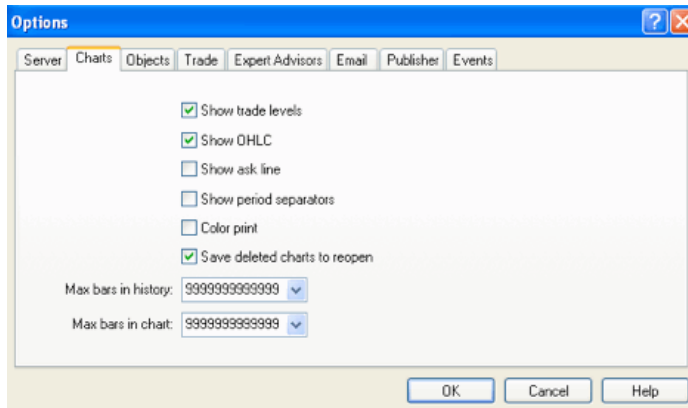 Options
Server Charts Objects Trade Expert Advisors Email Publisher Events
Show trade levels
Show OHLC
Show ask line
Show period separators
Color print
Save deleted charts to reopen
Max bars in history: 9999999999999
Max bars in chart: 9999999999999
OK Cancel Help